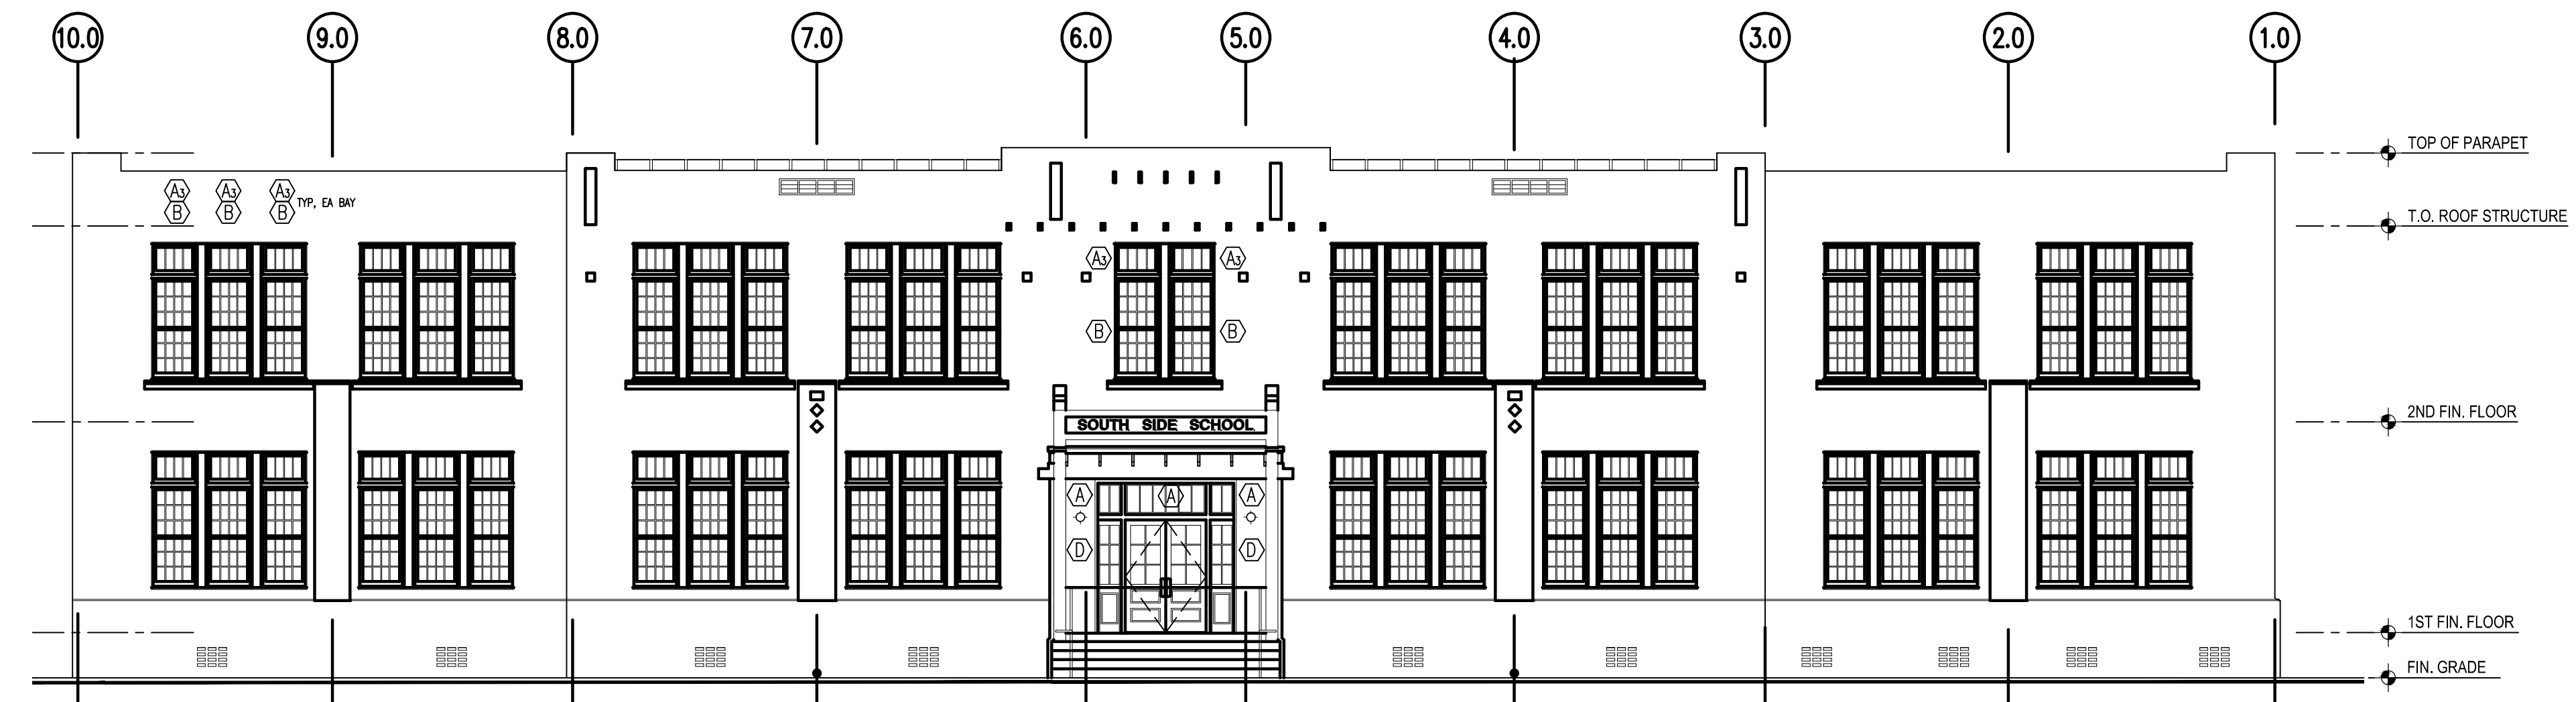 10.0 9.0 8.0 7.0 6.0 5.0 4.0 3.0 2.0 1.0
TOP OF PARAPET
A3 A3 A3
B B B TYP, EA BAY
T.O. ROOF STRUCTURE
A3 A3
B B
2ND FIN. FLOOR
SOUTH SIDE SCHOOL
A A A
D D
1ST FIN. FLOOR
FIN. GRADE